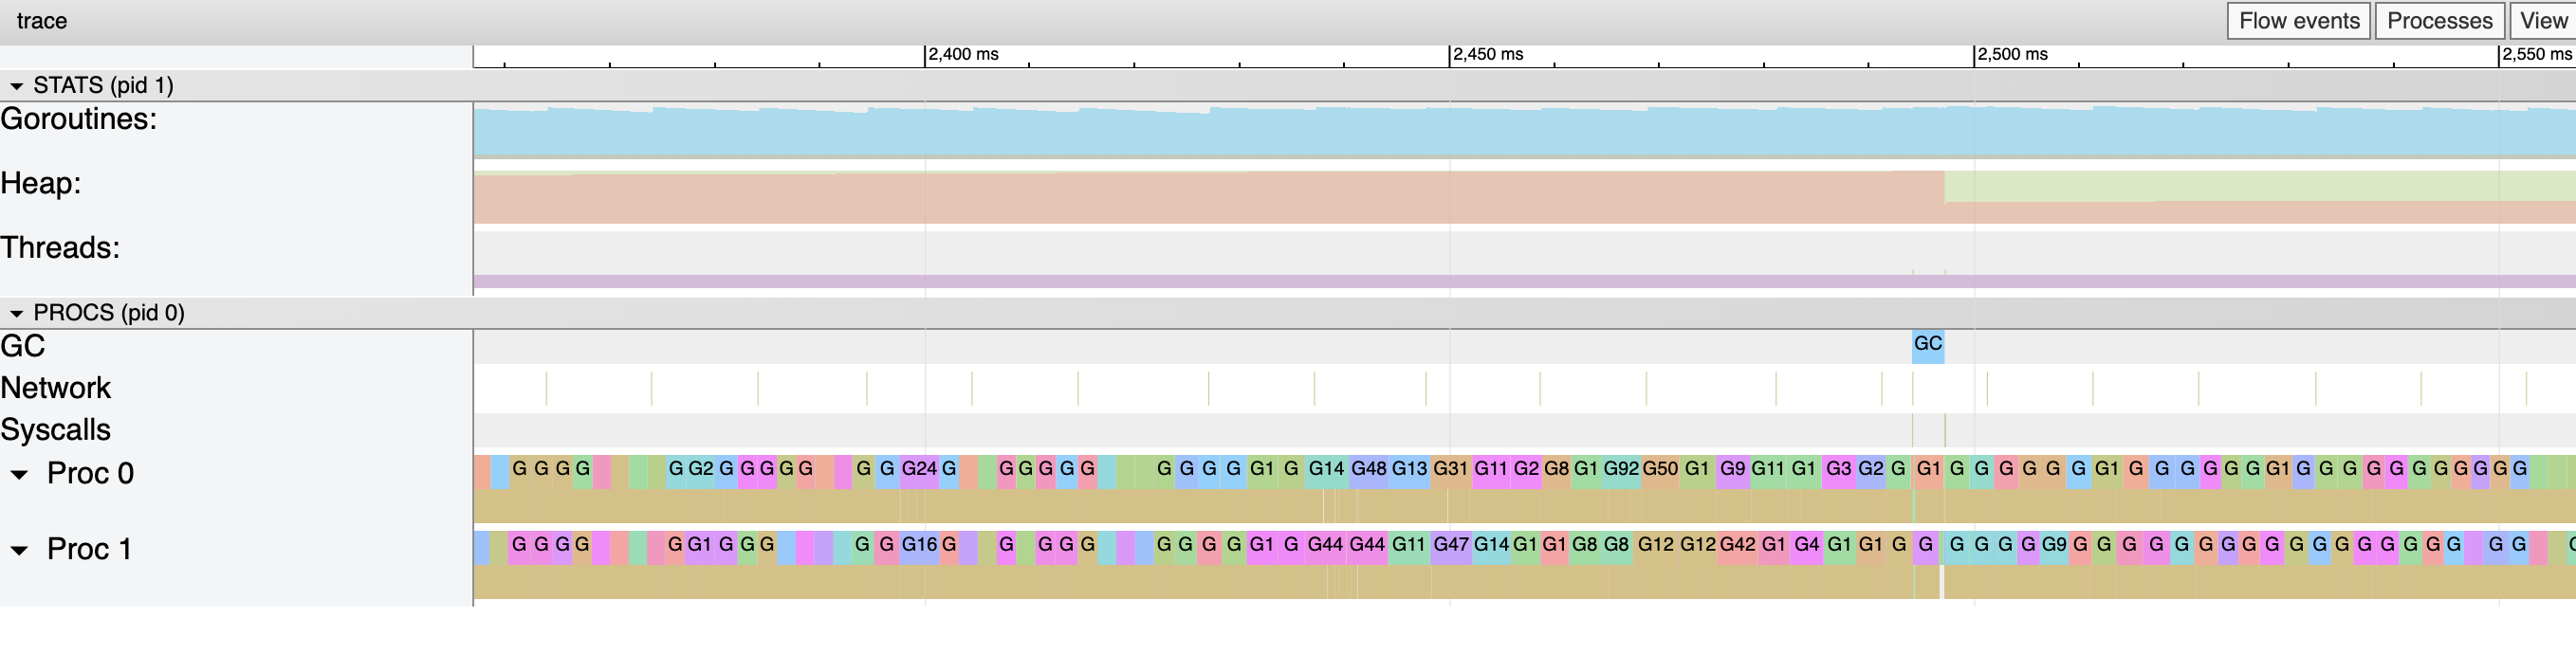 trace Flow events Processes View
2,400 ms 2,450 ms 2,500 ms 2,550 ms
STATS (pid 1)
Goroutines:
Heap:
Threads:
PROCS (pid 0)
GC GC
Network
Syscalls
Proc 0 G G G G G G2 G G G G G G G G24 G G G G G G G G G G G1 G G14 G48 G13 G31 G11 G2 G8 G1 G92 G50 G1 G9 G11 G1 G3 G2 G G1 G G G G G G G1 G G G G G G G1 G G G G G G G G G G
Proc 1 G G G G G G1 G G G G G G16 G G G G G G G G G G1 G G44 G44 G11 G47 G14 G1 G1 G8 G8 G12 G12 G42 G1 G4 G1 G1 G G G G G G G9 G G G G G G G G G G G G G G G G G G